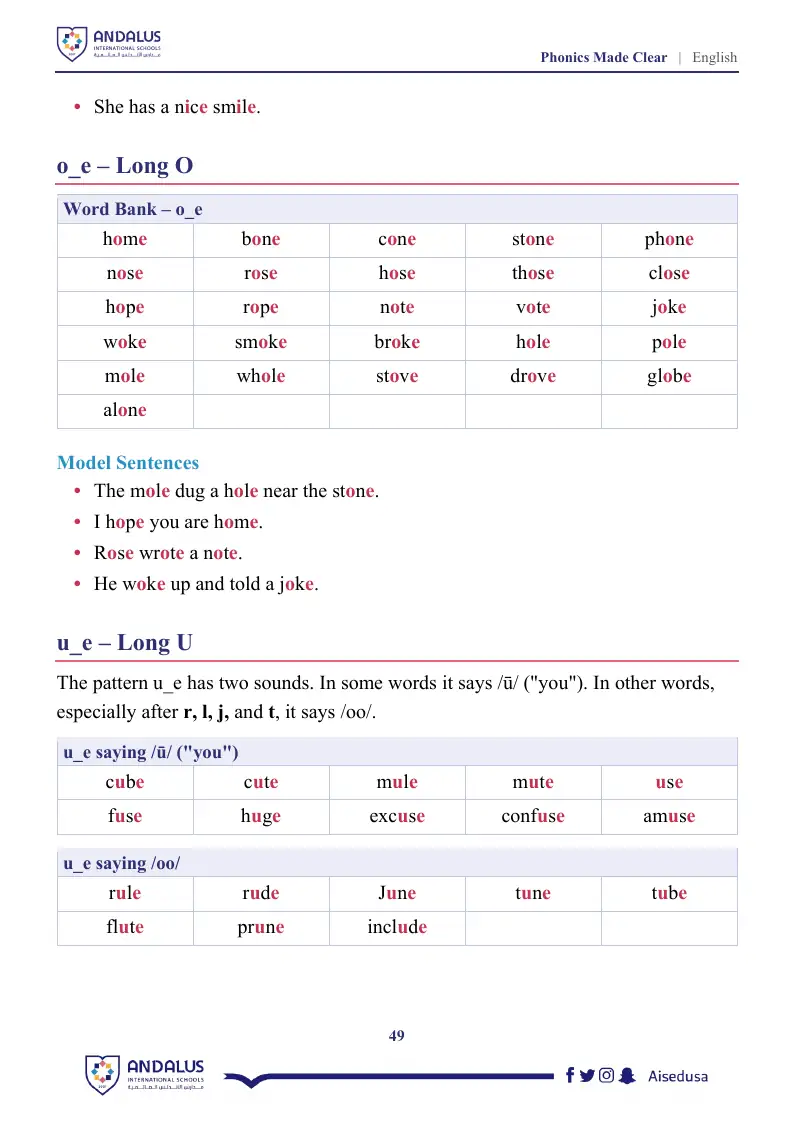 ANDALUS
INTERNATIONAL SCHOOLS
مدارس الأندلس العالمية
Phonics Made Clear | English
• She has a nice smile.
o_e – Long O
Word Bank – o_e
home bone cone stone phone
nose rose hose those close
hope rope note vote joke
woke smoke broke hole pole
mole whole stove drove globe
alone
Model Sentences
• The mole dug a hole near the stone.
• I hope you are home.
• Rose wrote a note.
• He woke up and told a joke.
u_e – Long U
The pattern u_e has two sounds. In some words it says /ū/ ("you"). In other words,
especially after r, l, j, and t, it says /oo/.
u_e saying /ū/ ("you")
cube cute mule mute use
fuse huge excuse confuse amuse
u_e saying /oo/
rule rude June tune tube
flute prune include
49
ANDALUS
INTERNATIONAL SCHOOLS
مدارس الأندلس العالمية
Aisedusa